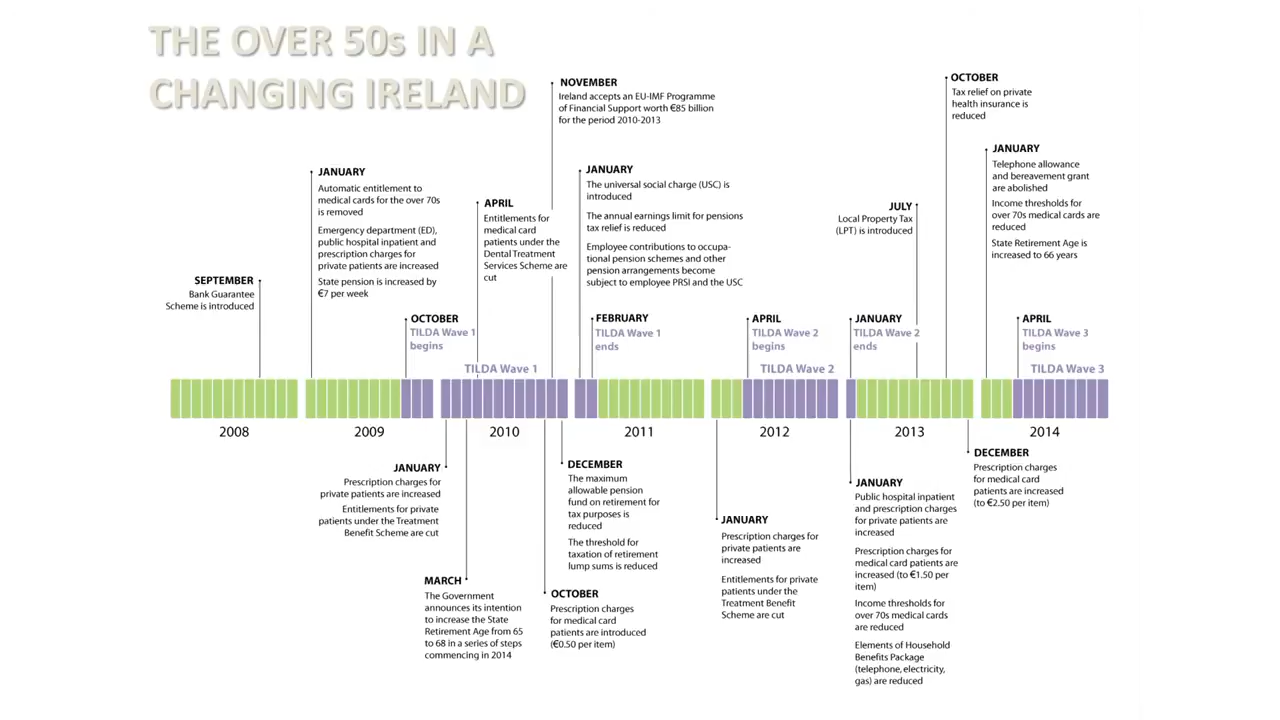 THE OVER 50s IN A
CHANGING IRELAND
SEPTEMBER
Bank Guarantee
Scheme is introduced
JANUARY
Automatic entitlement to
medical cards for the over 70s
is removed
Emergency department (ED),
public hospital inpatient and
prescription charges for
private patients are increased
State pension is increased by
€7 per week
OCTOBER
TILDA Wave 1
begins
APRIL
Entitlements for
medical card
patients under the
Dental Treatment
Services Scheme are
cut
NOVEMBER
Ireland accepts an EU-IMF Programme
of Financial Support worth €85 billion
for the period 2010-2013
JANUARY
The universal social charge (USC) is
introduced
The annual earnings limit for pensions
tax relief is reduced
Employee contributions to occupa-
tional pension schemes and other
pension arrangements become
subject to employee PRSI and the USC
FEBRUARY
TILDA Wave 1
ends
APRIL
TILDA Wave 2
begins
JANUARY
TILDA Wave 2
ends
JULY
Local Property Tax
(LPT) is introduced
OCTOBER
Tax relief on private
health insurance is
reduced
JANUARY
Telephone allowance
and bereavement grant
are abolished
Income thresholds for
over 70s medical cards are
reduced
State Retirement Age is
increased to 66 years
APRIL
TILDA Wave 3
begins
TILDA Wave 1
TILDA Wave 2
TILDA Wave 3
2008
2009
2010
2011
2012
2013
2014
JANUARY
Prescription charges for
private patients are increased
Entitlements for private
patients under the Treatment
Benefit Scheme are cut
MARCH
The Government
announces its intention
to increase the State
Retirement Age from 65
to 68 in a series of steps
commencing in 2014
OCTOBER
Prescription charges
for medical card
patients are introduced
(€0.50 per item)
DECEMBER
The maximum
allowable pension
fund on retirement for
tax purposes is
reduced
The threshold for
taxation of retirement
lump sums is reduced
JANUARY
Prescription charges for
private patients are
increased
Entitlements for private
patients under the
Treatment Benefit
Scheme are cut
JANUARY
Public hospital inpatient
and prescription charges
for private patients are
increased
Prescription charges for
medical card patients are
increased (to €1.50 per
item)
Income thresholds for
over 70s medical cards
are reduced
Elements of Household
Benefits Package
(telephone, electricity,
gas) are reduced
DECEMBER
Prescription charges
for medical card
patients are increased
(to €2.50 per item)